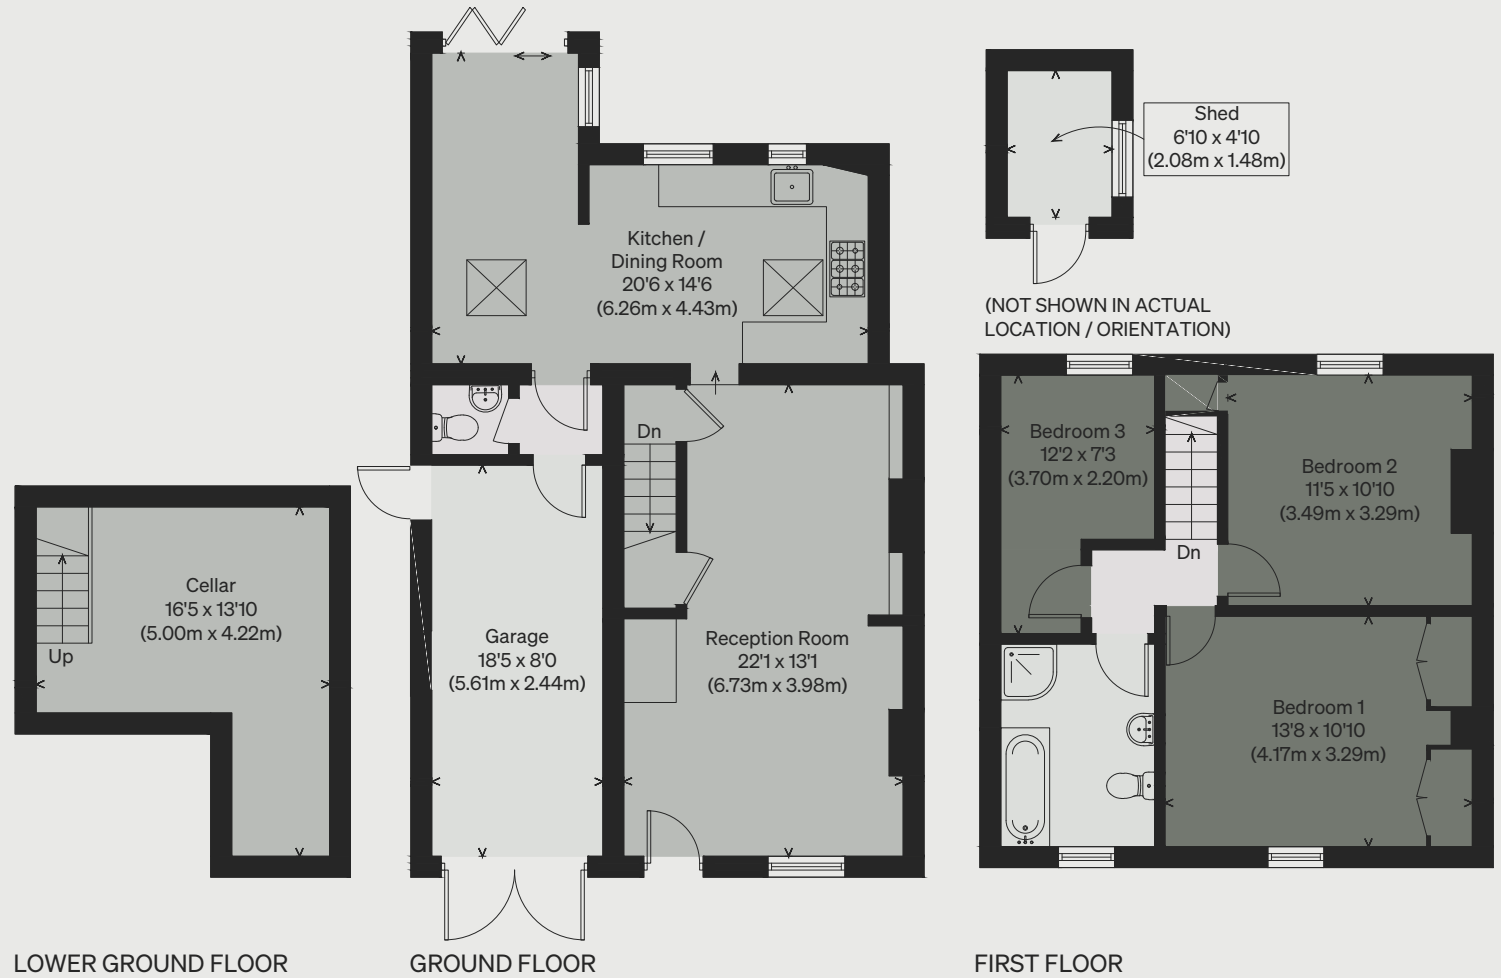 Shed
6'10 x 4'10
(2.08m x 1.48m)
(NOT SHOWN IN ACTUAL
LOCATION / ORIENTATION)
Kitchen /
Dining Room
20'6 x 14'6
(6.26m x 4.43m)
Dn
Reception Room
22'1 x 13'1
(6.73m x 3.98m)
Garage
18'5 x 8'0
(5.61m x 2.44m)
Cellar
16'5 x 13'10
(5.00m x 4.22m)
Up
Bedroom 3
12'2 x 7'3
(3.70m x 2.20m)
Dn
Bedroom 2
11'5 x 10'10
(3.49m x 3.29m)
Bedroom 1
13'8 x 10'10
(4.17m x 3.29m)
LOWER GROUND FLOOR
GROUND FLOOR
FIRST FLOOR